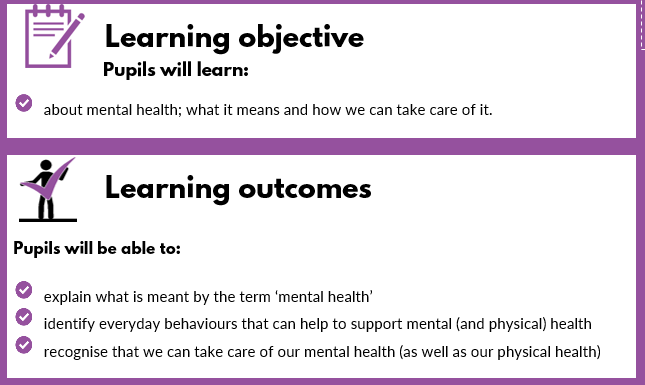 Learning objective
Pupils will learn:
about mental health; what it means and how we can take care of it.
Learning outcomes
Pupils will be able to:
explain what is meant by the term ‘mental health’
identify everyday behaviours that can help to support mental (and physical) health
recognise that we can take care of our mental health (as well as our physical health)